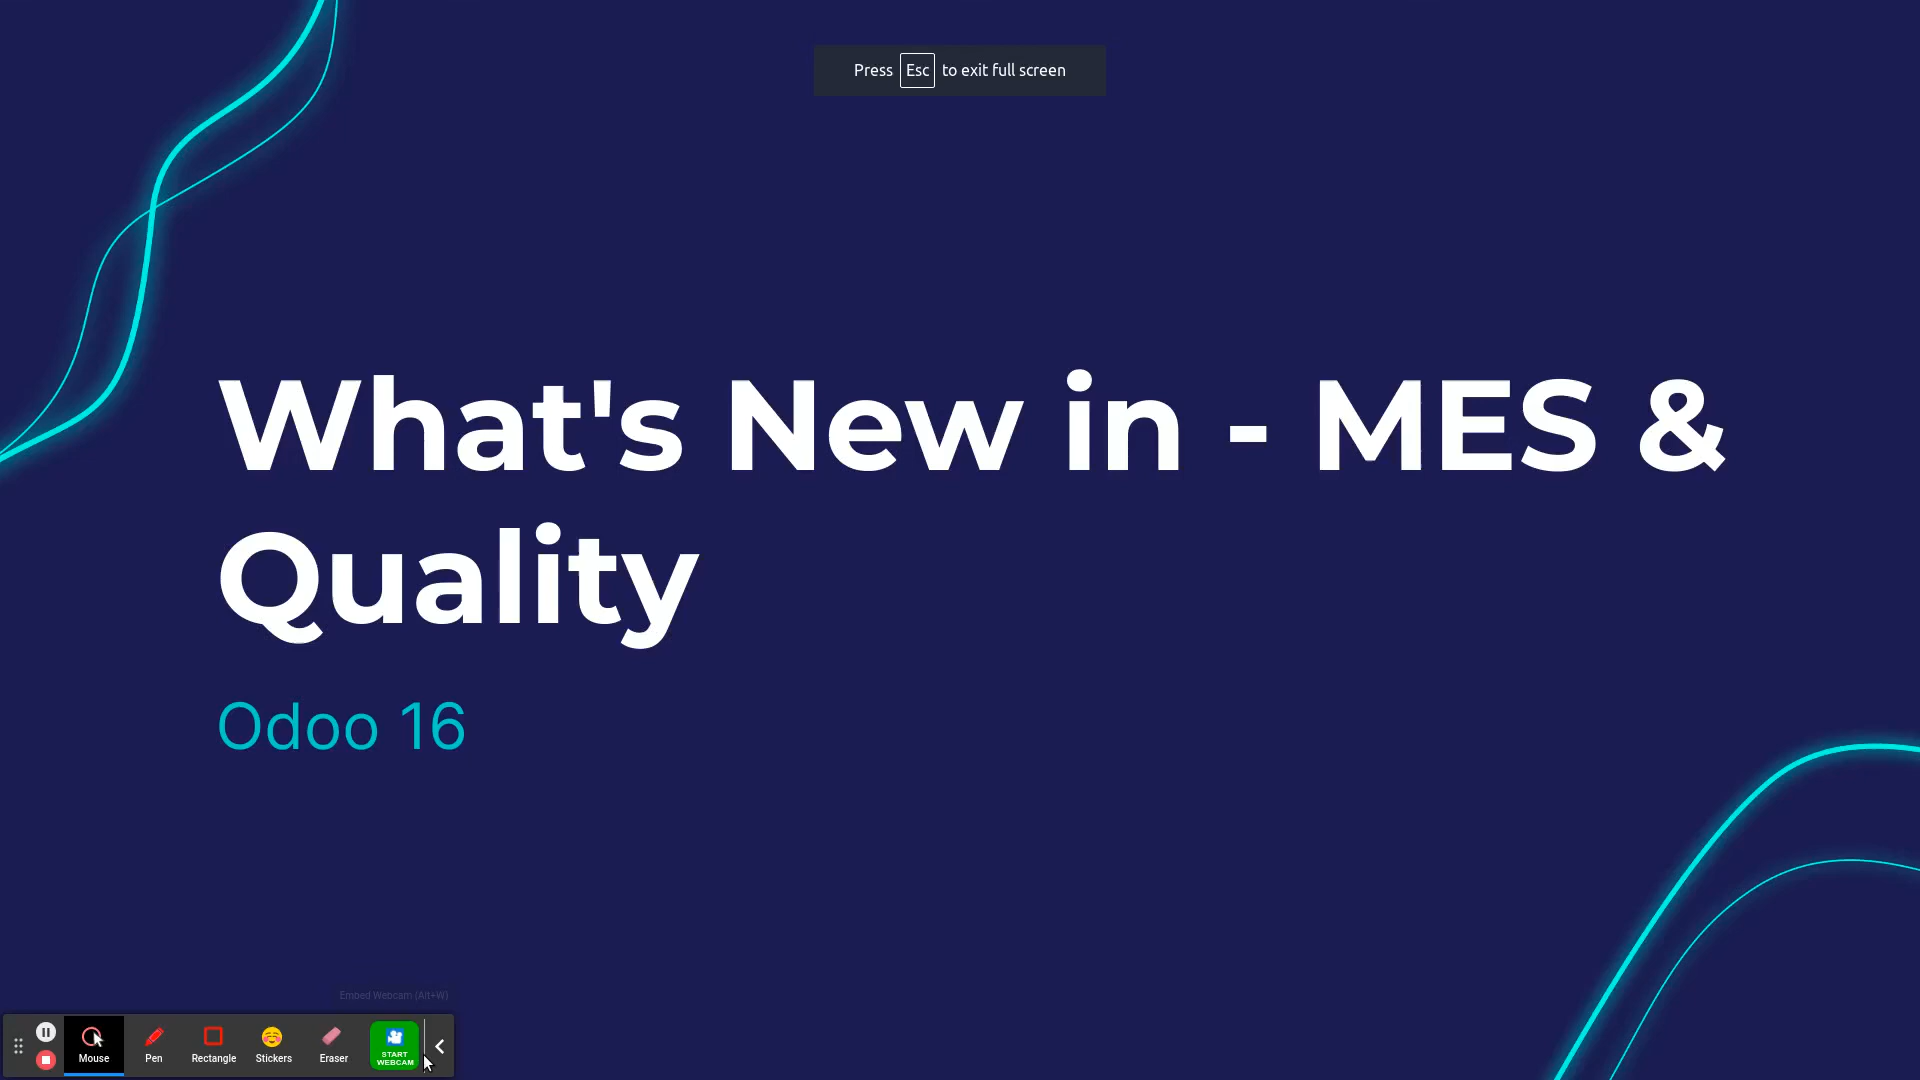 Press Esc to exit full screen
What's New in - MES &
Quality
Odoo 16
Embed Webcam (Alt+W)
Mouse
Pen
Rectangle
Stickers
Eraser
START
WEBCAM